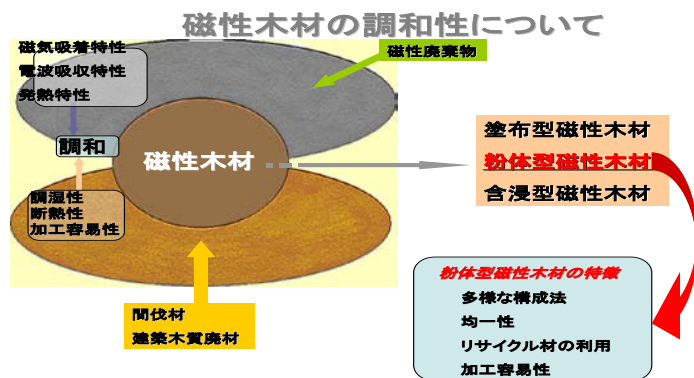 磁性木材の調和性について
磁気吸着特性
電波吸収特性
発熱特性
磁性廃棄物
調和
磁性木材
調湿性
断熱性
加工容易性
間伐材
建築木質廃材
塗布型磁性木材
粉体型磁性木材
含浸型磁性木材
粉体型磁性木材の特徴
多様な構成法
均一性
リサイクル材の利用
加工容易性